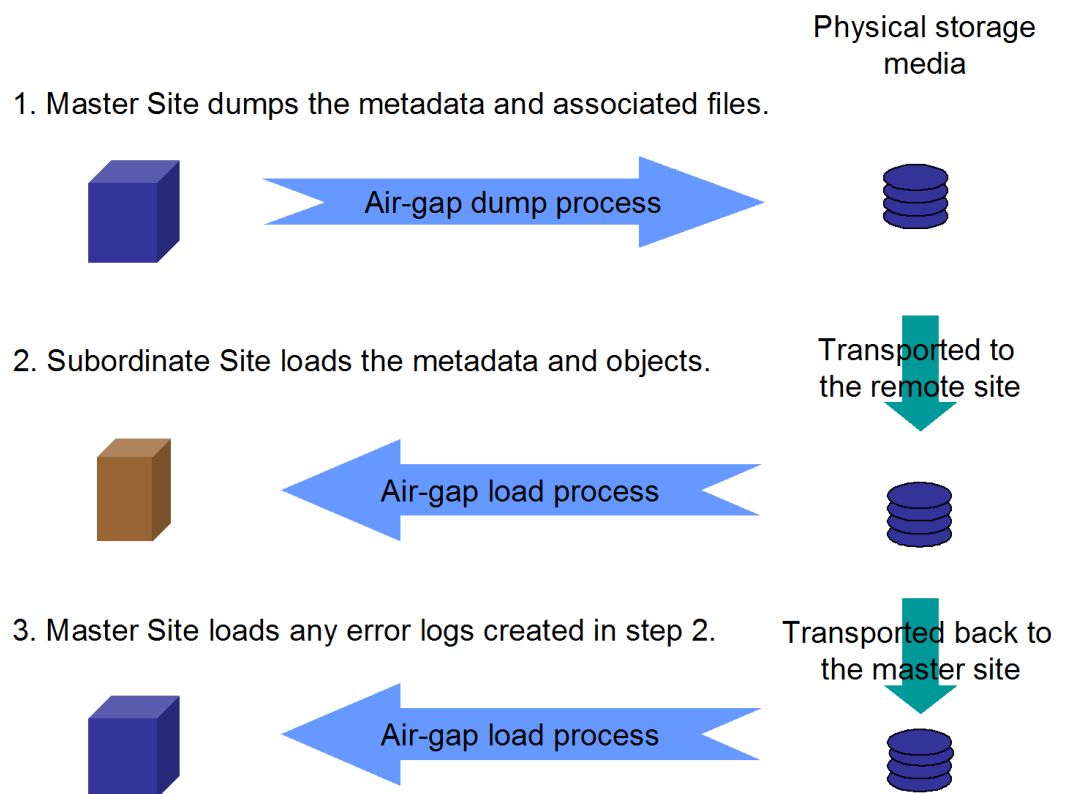 Physical storage
media
1. Master Site dumps the metadata and associated files.
Air-gap dump process
2. Subordinate Site loads the metadata and objects.
Transported to
the remote site
Air-gap load process
3. Master Site loads any error logs created in step 2.
Transported back to
the master site
Air-gap load process